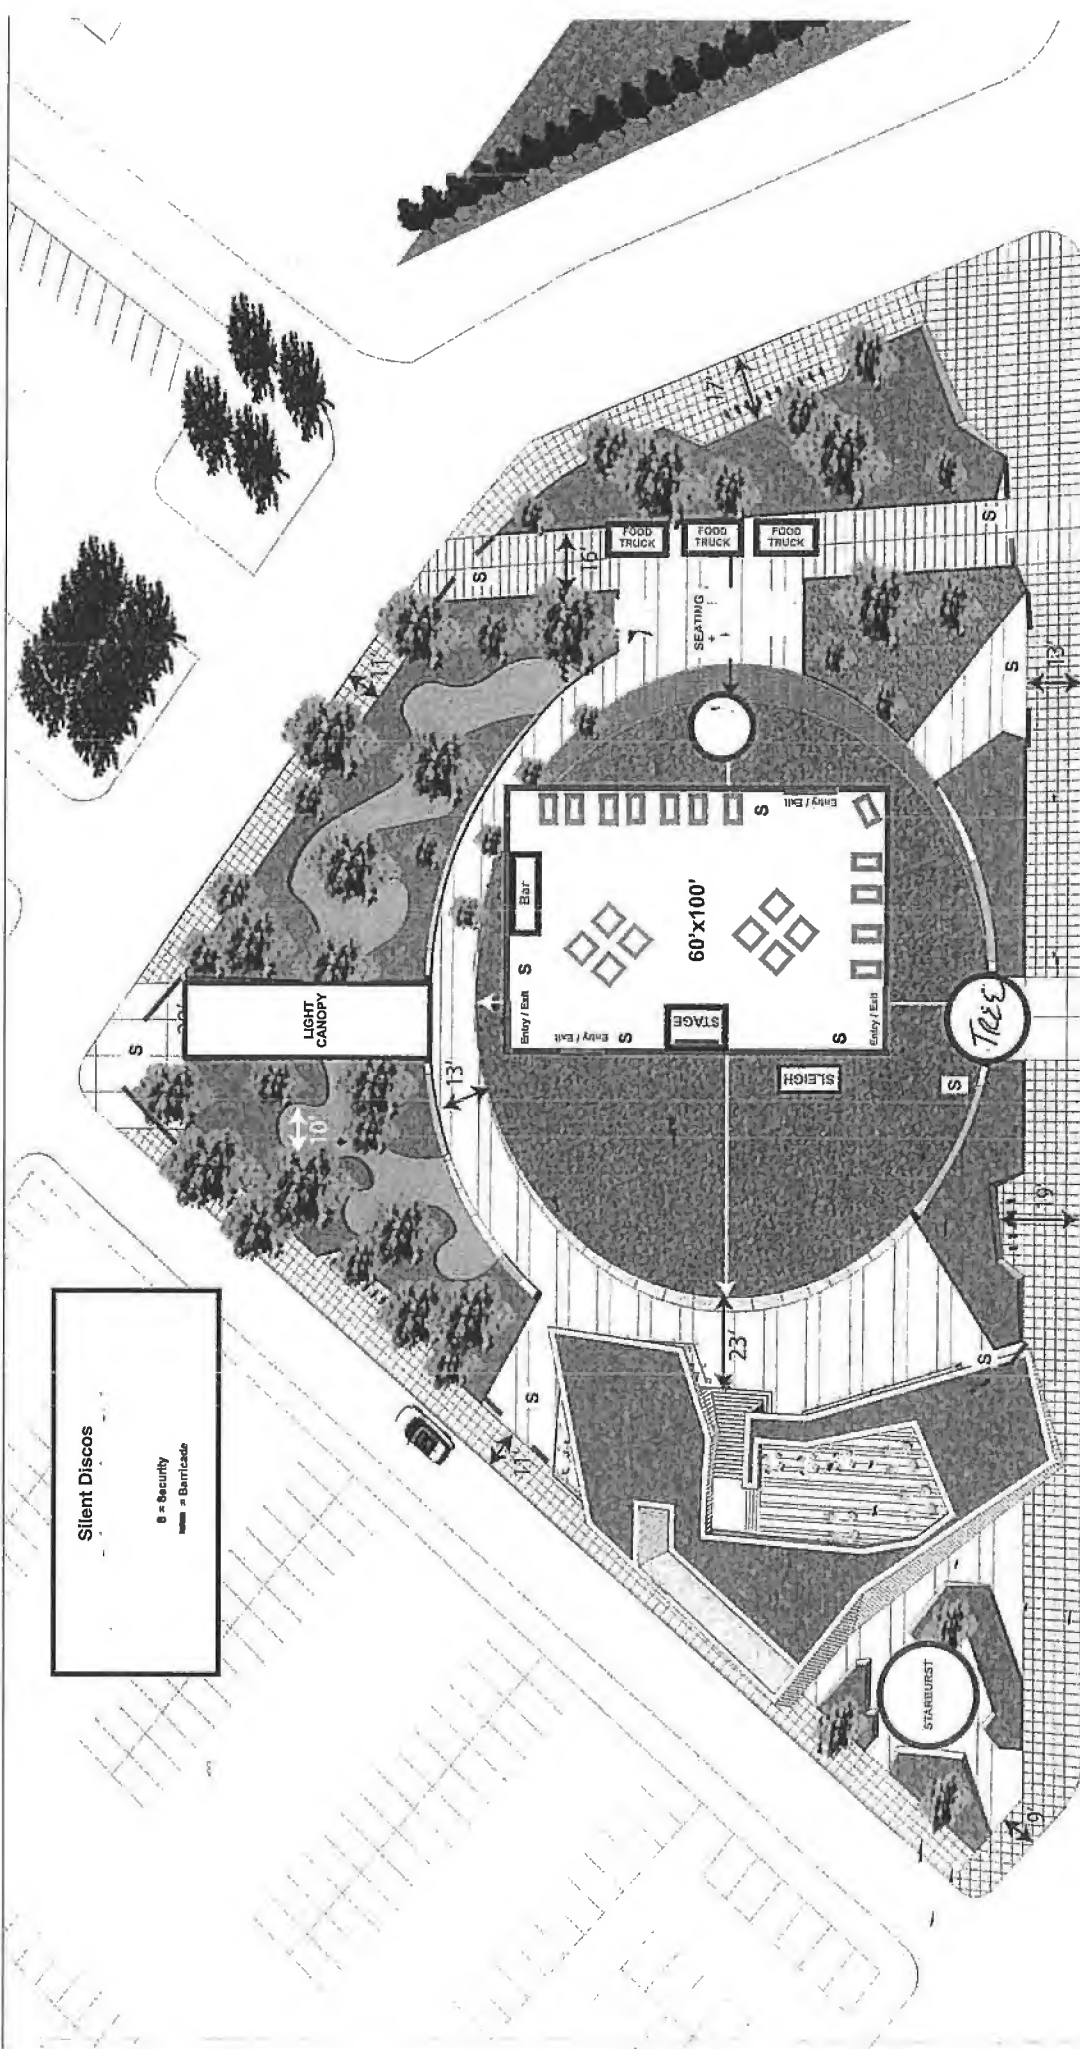 Silent Discos
S = Security
= Barricade
LIGHT
CANOPY
S
S
S
S
S
S
S
11'
16'
17'
13'
13'
10'
11'
23'
9'
9'
FOOD
TRUCK
FOOD
TRUCK
FOOD
TRUCK
SEATING
Bar
60'x100'
STAGE
Entry / Exit
S
Entry / Exit
S
Entry / Exit
S
Entry / Exit
S
SLEIGH
TREE
STARBURST